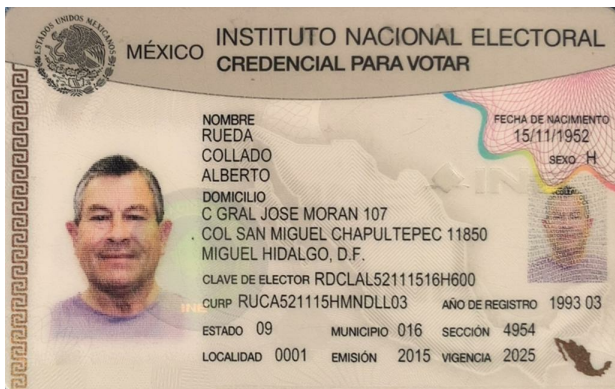 ESTADOS UNIDOS MEXICANOS
MÉXICO
INSTITUTO NACIONAL ELECTORAL
CREDENCIAL PARA VOTAR
NOMBRE
RUEDA
COLLADO
ALBERTO
FECHA DE NACIMIENTO
15/11/1952
SEXO H
DOMICILIO
C GRAL JOSE MORAN 107
COL SAN MIGUEL CHAPULTEPEC 11850
MIGUEL HIDALGO, D.F.
CLAVE DE ELECTOR RDCLAL52111516H600
CURP RUCA521115HMNDLL03 AÑO DE REGISTRO 1993 03
ESTADO 09 MUNICIPIO 016 SECCIÓN 4954
LOCALIDAD 0001 EMISIÓN 2015 VIGENCIA 2025
INE
INE